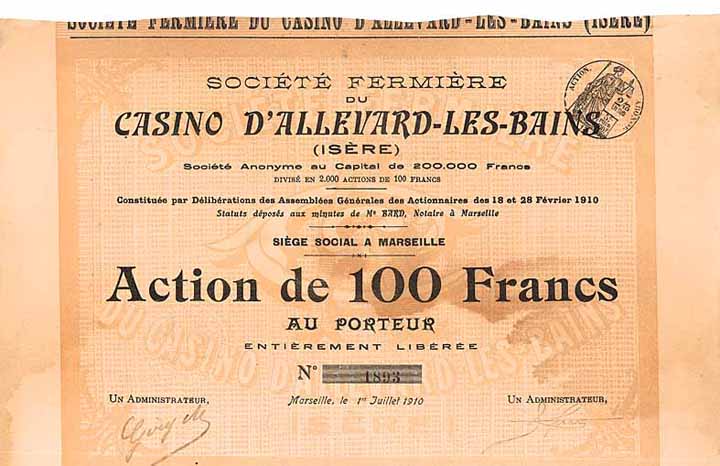 SOCIÉTÉ FERMIÈRE DU CASINO D'ALLEVARD-LES-BAINS (ISÈRE)
SOCIÉTÉ FERMIÈRE
DU
CASINO D'ALLEVARD-LES-BAINS
(ISÈRE)
Société Anonyme au Capital de 200.000 Francs
DIVISÉ EN 2.000 ACTIONS DE 100 FRANCS
Constituée par Délibérations des Assemblées Générales des Actionnaires des 18 et 28 Février 1910
Statuts déposés aux minutes de Me BARD, Notaire à Marseille
SIÈGE SOCIAL A MARSEILLE
Action de 100 Francs
AU PORTEUR
ENTIÈREMENT LIBÉRÉE
N° 1893
UN ADMINISTRATEUR,
Marseille, le 1er Juillet 1910
UN ADMINISTRATEUR,
ACTION